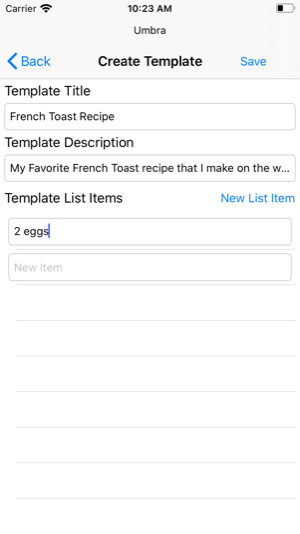 Carrier 10:23 AM
Umbra
Back Create Template Save
Template Title
French Toast Recipe
Template Description
My Favorite French Toast recipe that I make on the w...
Template List Items New List Item
2 eggs
New Item